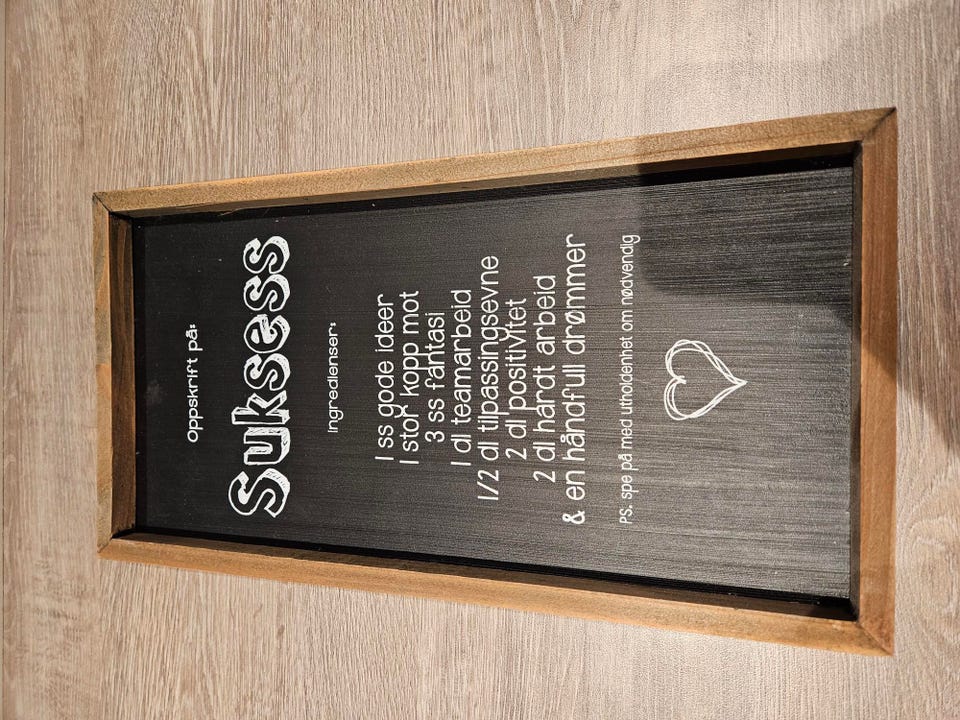 Oppskrift på:
Suksess
Ingredienser:
1 ss gode ideer
1 stor kopp mot
3 ss fantasi
1 dl teamarbeid
1/2 dl tilpassingsevne
2 dl positivitet
2 dl hårdt arbeid
& en håndfull drømmer
PS. spe på med utholdenhet om nødvendig